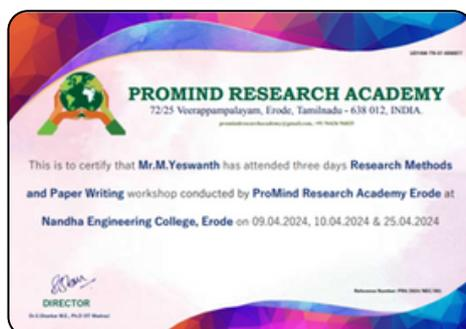 PROMIND RESEARCH ACADEMY
72/25 Veerappampalayam, Erode, Tamilnadu - 638 012, INDIA.
This is to certify that Mr.M.Yeswanth has attended three days Research Methods
and Paper Writing workshop conducted by ProMind Research Academy Erode at
Nandha Engineering College, Erode on 09.04.2024, 10.04.2024 & 25.04.2024
DIRECTOR